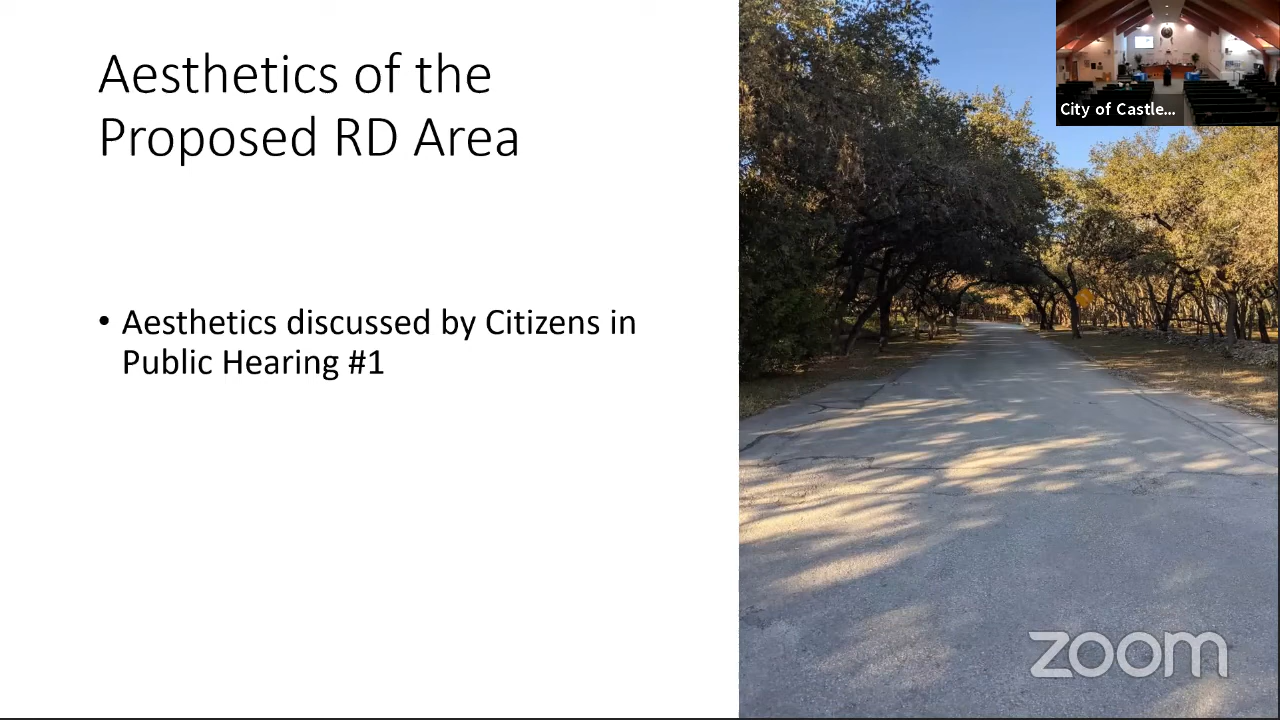 Aesthetics of the
Proposed RD Area
• Aesthetics discussed by Citizens in
Public Hearing #1
City of Castle...
zoom